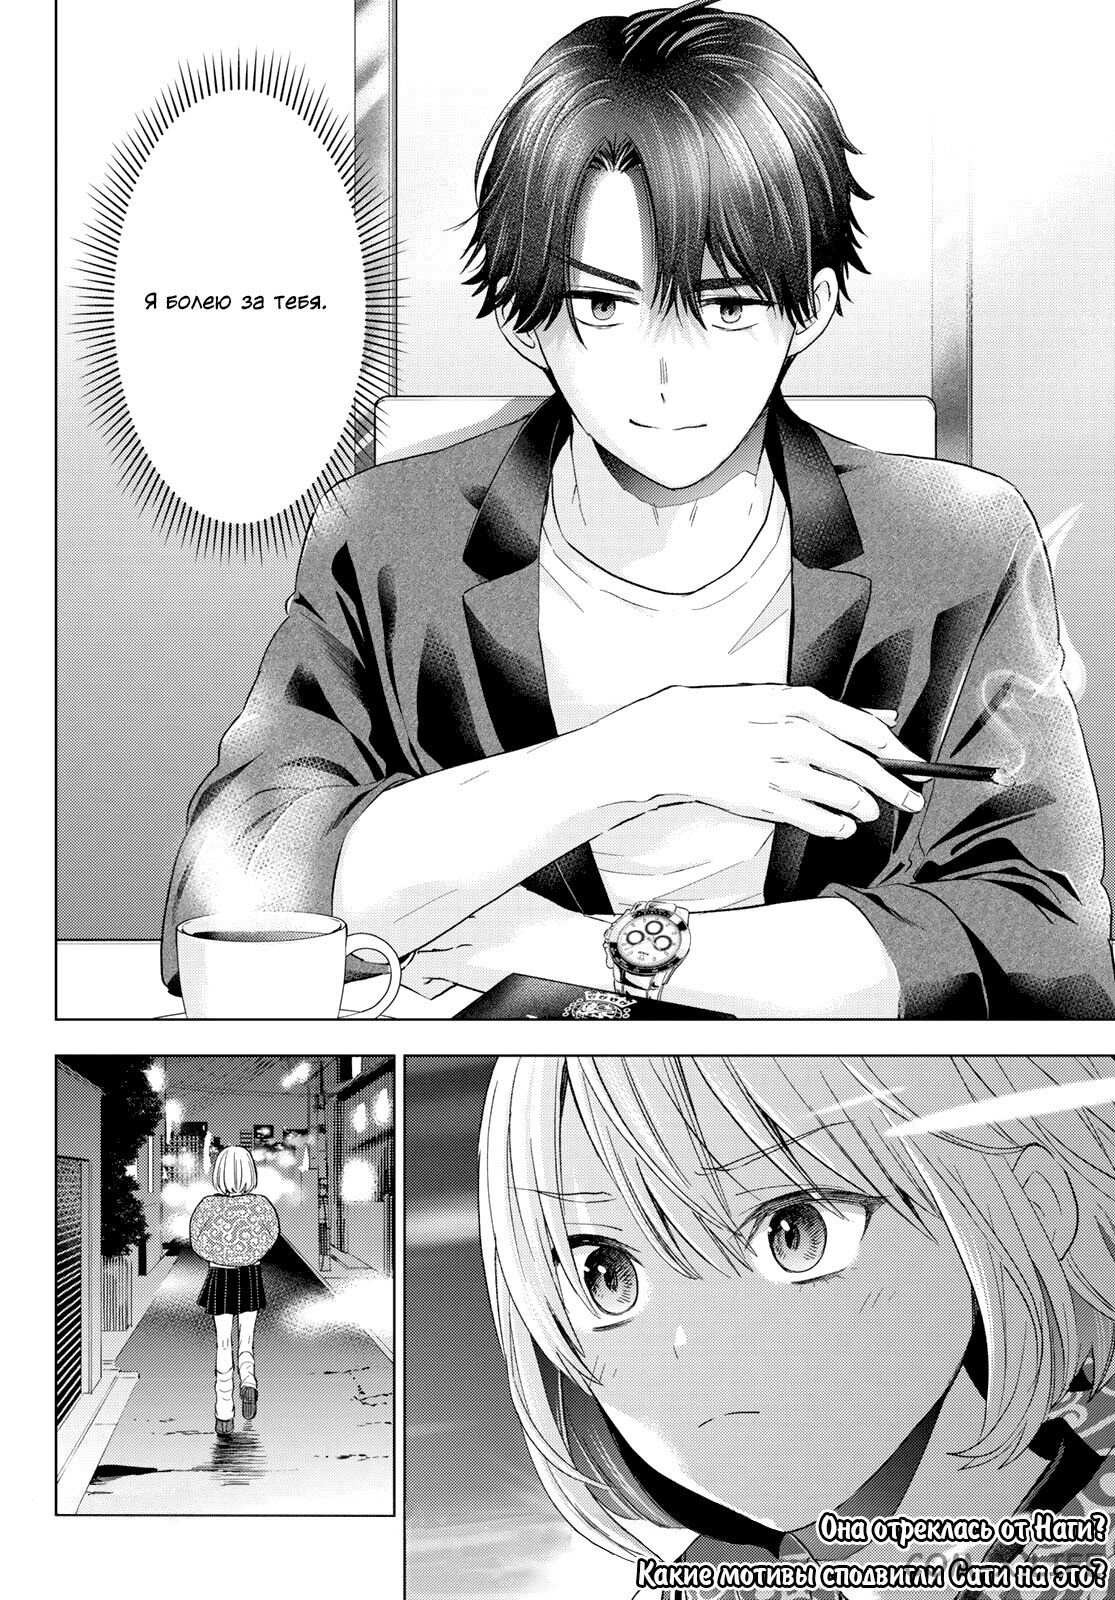 Я болею за тебя.
Она отреклась от Наги?
Какие мотивы сподвигли Сати на это?